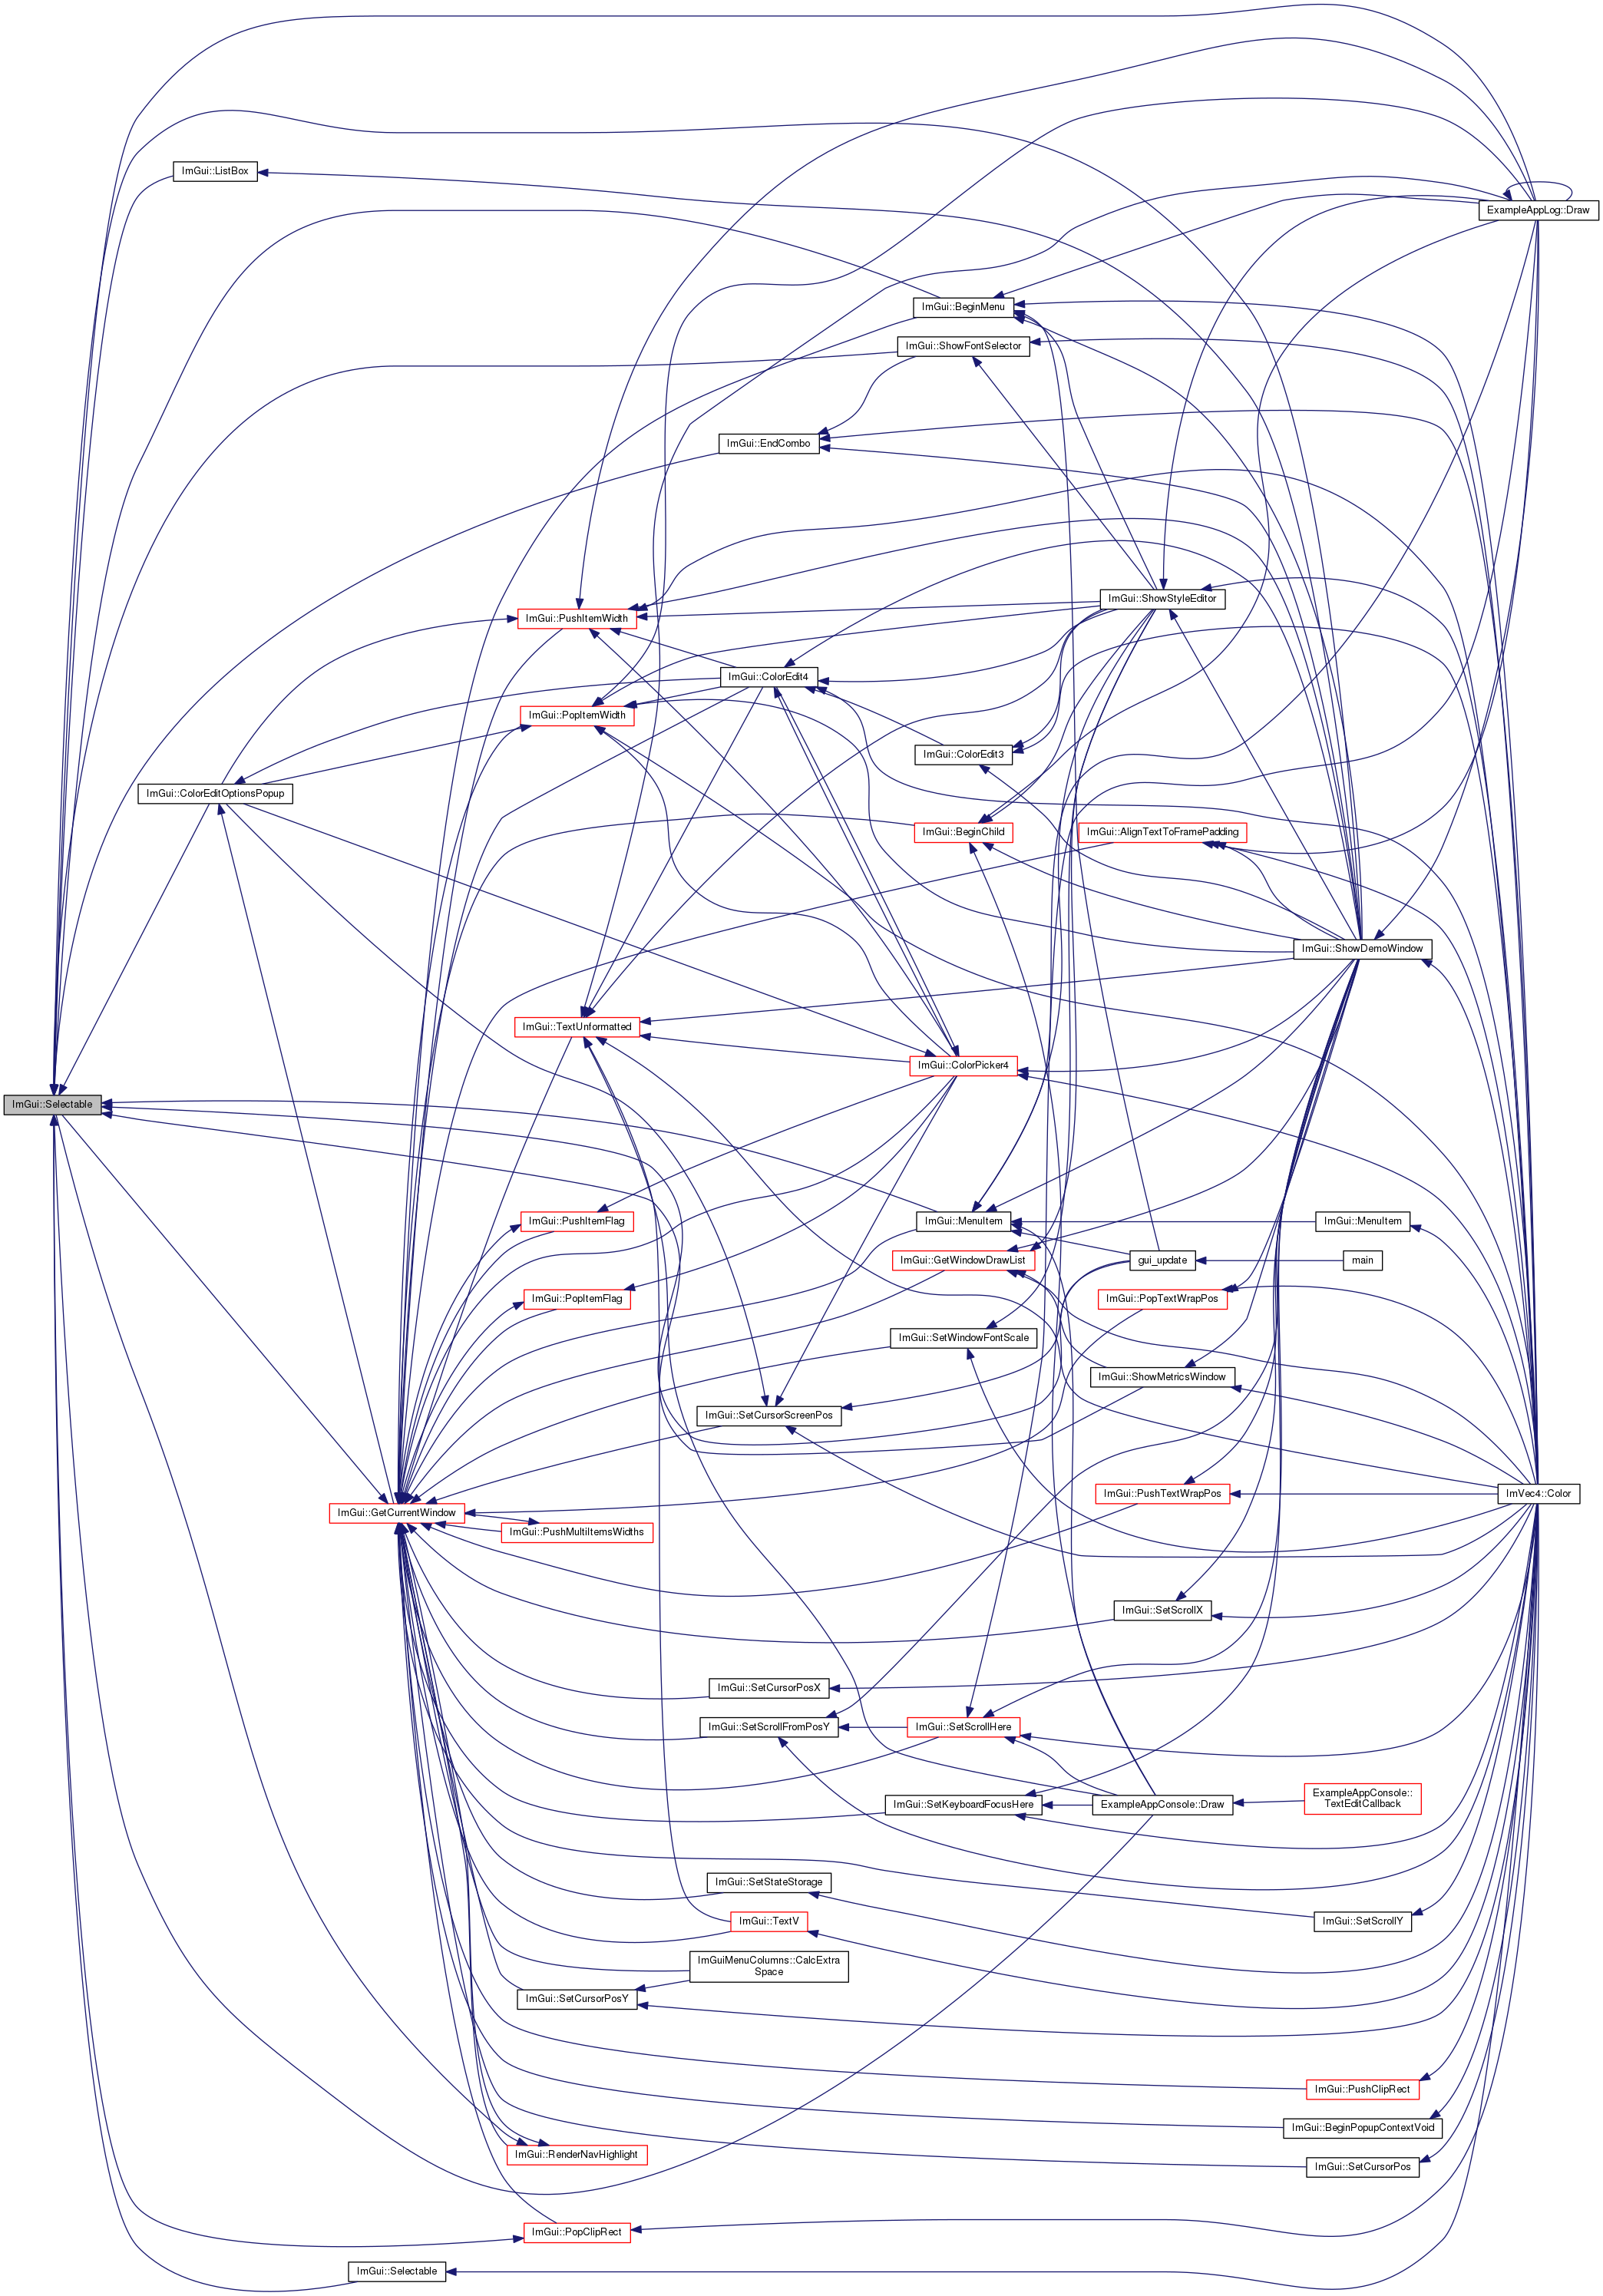 ExampleAppLog::Draw
ImGui::ListBox
ImGui::BeginMenu
ImGui::ShowFontSelector
ImGui::EndCombo
ImGui::ShowStyleEditor
ImGui::PushItemWidth
ImGui::ColorEdit4
ImGui::PopItemWidth
ImGui::ColorEdit3
ImGui::ColorEditOptionsPopup
ImGui::BeginChild
ImGui::AlignTextToFramePadding
ImGui::ShowDemoWindow
ImGui::TextUnformatted
ImGui::ColorPicker4
ImGui::Selectable
ImGui::PushItemFlag
ImGui::MenuItem
ImGui::MenuItem
ImGui::GetWindowDrawList
gui_update
main
ImGui::PopItemFlag
ImGui::PopTextWrapPos
ImGui::SetWindowFontScale
ImGui::ShowMetricsWindow
ImGui::SetCursorScreenPos
ImGui::PushTextWrapPos
ImVec4::Color
ImGui::GetCurrentWindow
ImGui::PushMultiItemsWidths
ImGui::SetScrollX
ImGui::SetCursorPosX
ImGui::SetScrollFromPosY
ImGui::SetScrollHere
ImGui::SetKeyboardFocusHere
ExampleAppConsole::Draw
ExampleAppConsole::
TextEditCallback
ImGui::SetStateStorage
ImGui::TextV
ImGui::SetScrollY
ImGuiMenuColumns::CalcExtra
Space
ImGui::SetCursorPosY
ImGui::PushClipRect
ImGui::BeginPopupContextVoid
ImGui::RenderNavHighlight
ImGui::SetCursorPos
ImGui::PopClipRect
ImGui::Selectable